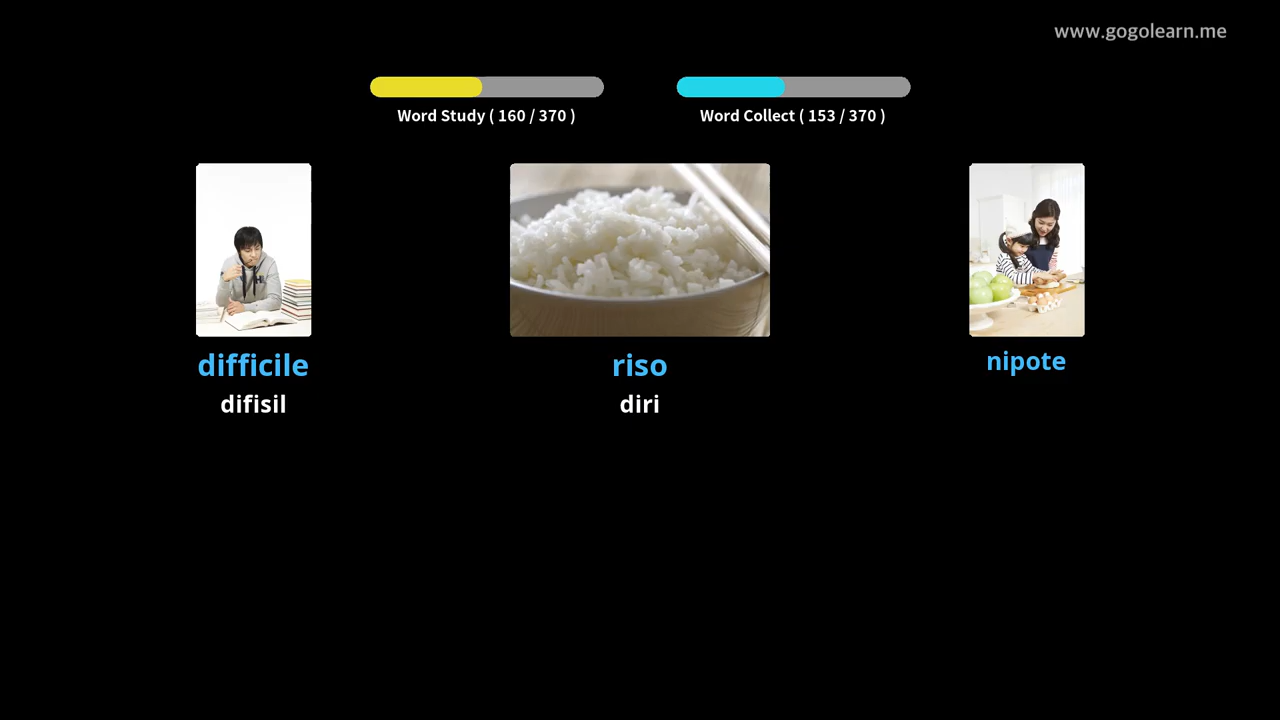 www.gogolearn.me
Word Study ( 160 / 370 )
Word Collect ( 153 / 370 )
difficile
difisil
riso
diri
nipote